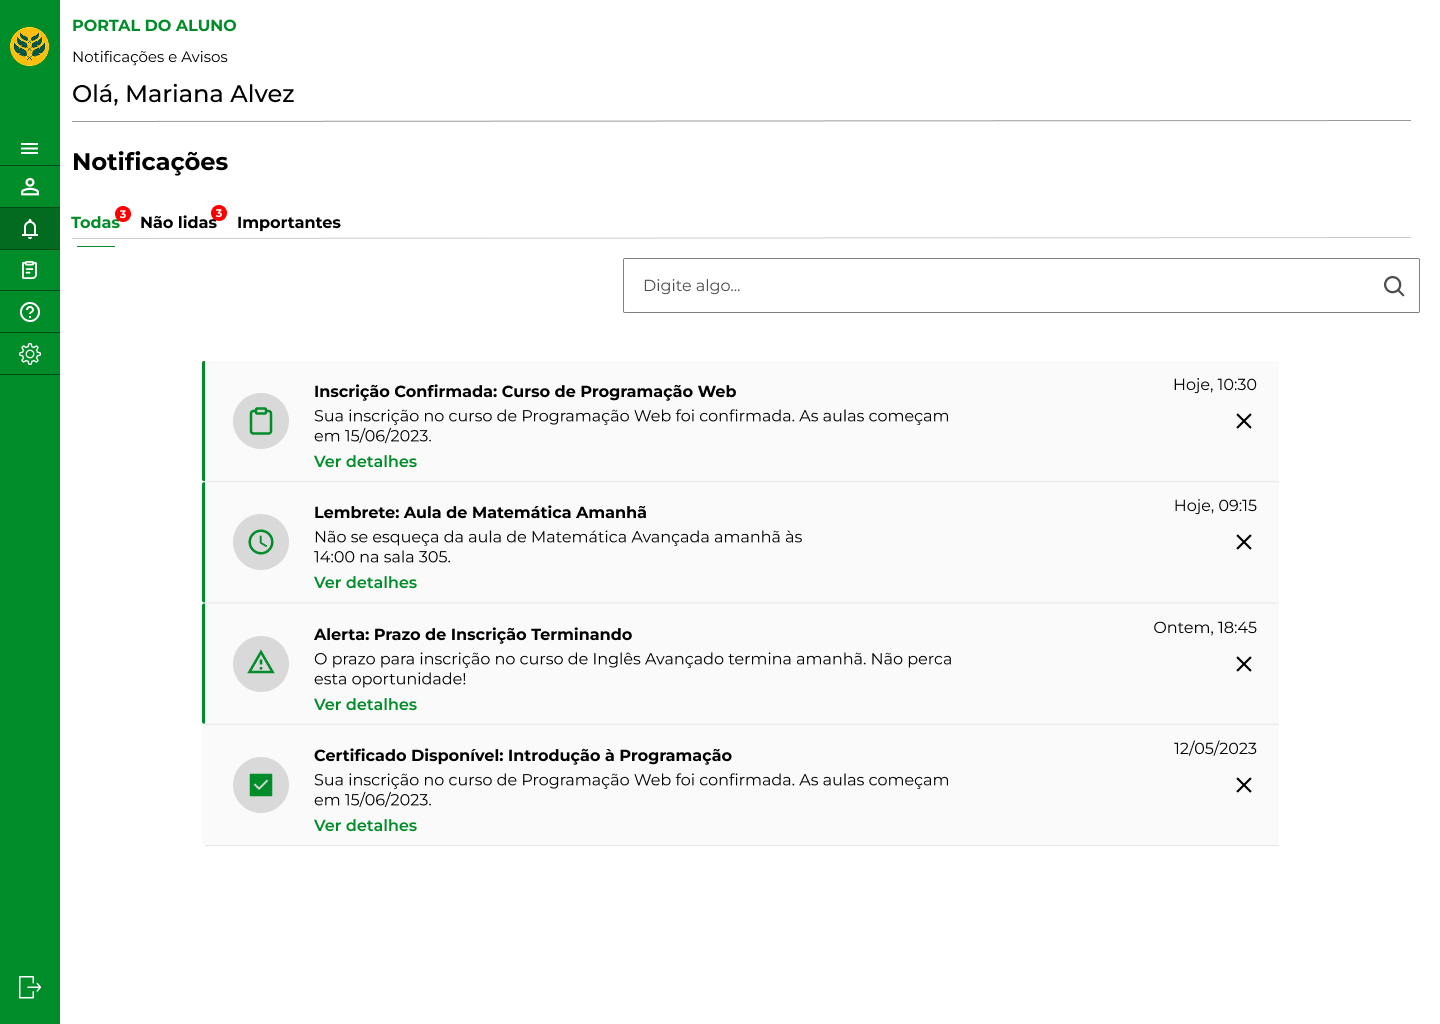 PORTAL DO ALUNO
Notificações e Avisos
Olá, Mariana Alvez
Notificações
Todas 3 Não lidas 3 Importantes
Digite algo...
Inscrição Confirmada: Curso de Programação Web
Hoje, 10:30
Sua inscrição no curso de Programação Web foi confirmada. As aulas começam
em 15/06/2023.
Ver detalhes
Lembrete: Aula de Matemática Amanhã
Hoje, 09:15
Não se esqueça da aula de Matemática Avançada amanhã às
14:00 na sala 305.
Ver detalhes
Alerta: Prazo de Inscrição Terminando
Ontem, 18:45
O prazo para inscrição no curso de Inglês Avançado termina amanhã. Não perca
esta oportunidade!
Ver detalhes
Certificado Disponível: Introdução à Programação
12/05/2023
Sua inscrição no curso de Programação Web foi confirmada. As aulas começam
em 15/06/2023.
Ver detalhes